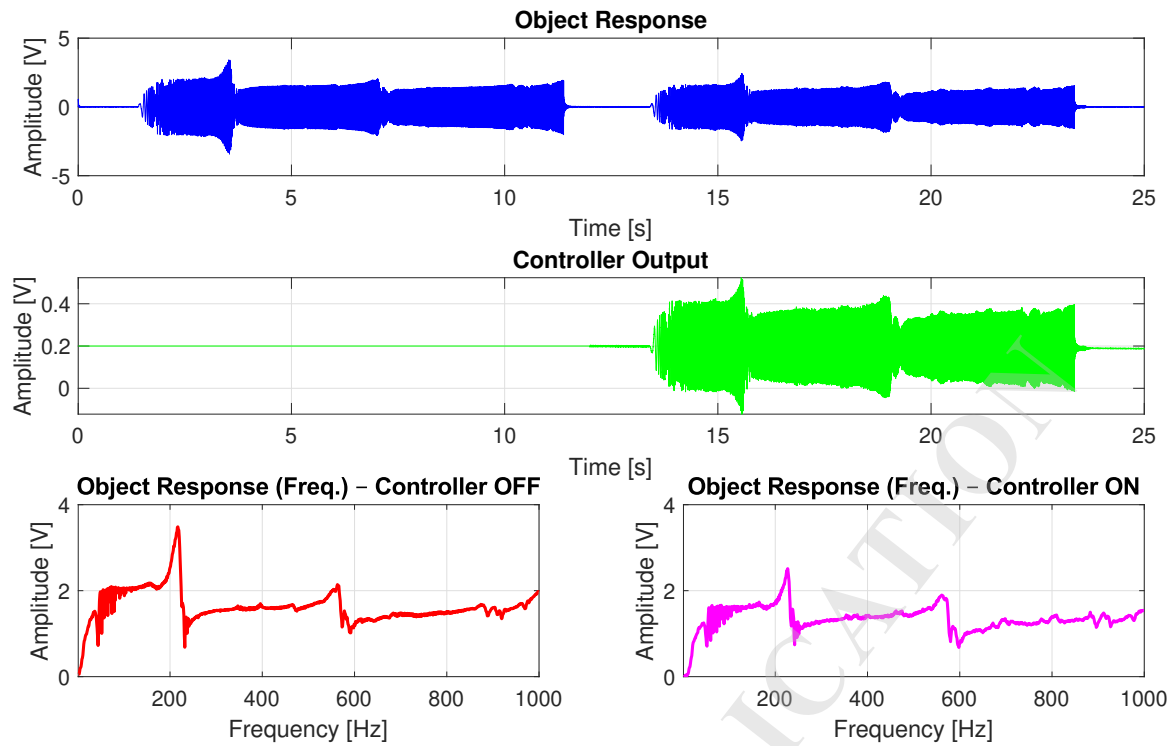 Object Response
Amplitude [V]
5
0
-5
0 5 10 15 20 25
Time [s]
Controller Output
Amplitude [V]
0.4
0.2
0
0 5 10 15 20 25
Time [s]
Object Response (Freq.) – Controller OFF
Amplitude [V]
4
2
0
200 400 600 800 1000
Frequency [Hz]
Object Response (Freq.) – Controller ON
Amplitude [V]
4
2
0
200 400 600 800 1000
Frequency [Hz]
ICATION